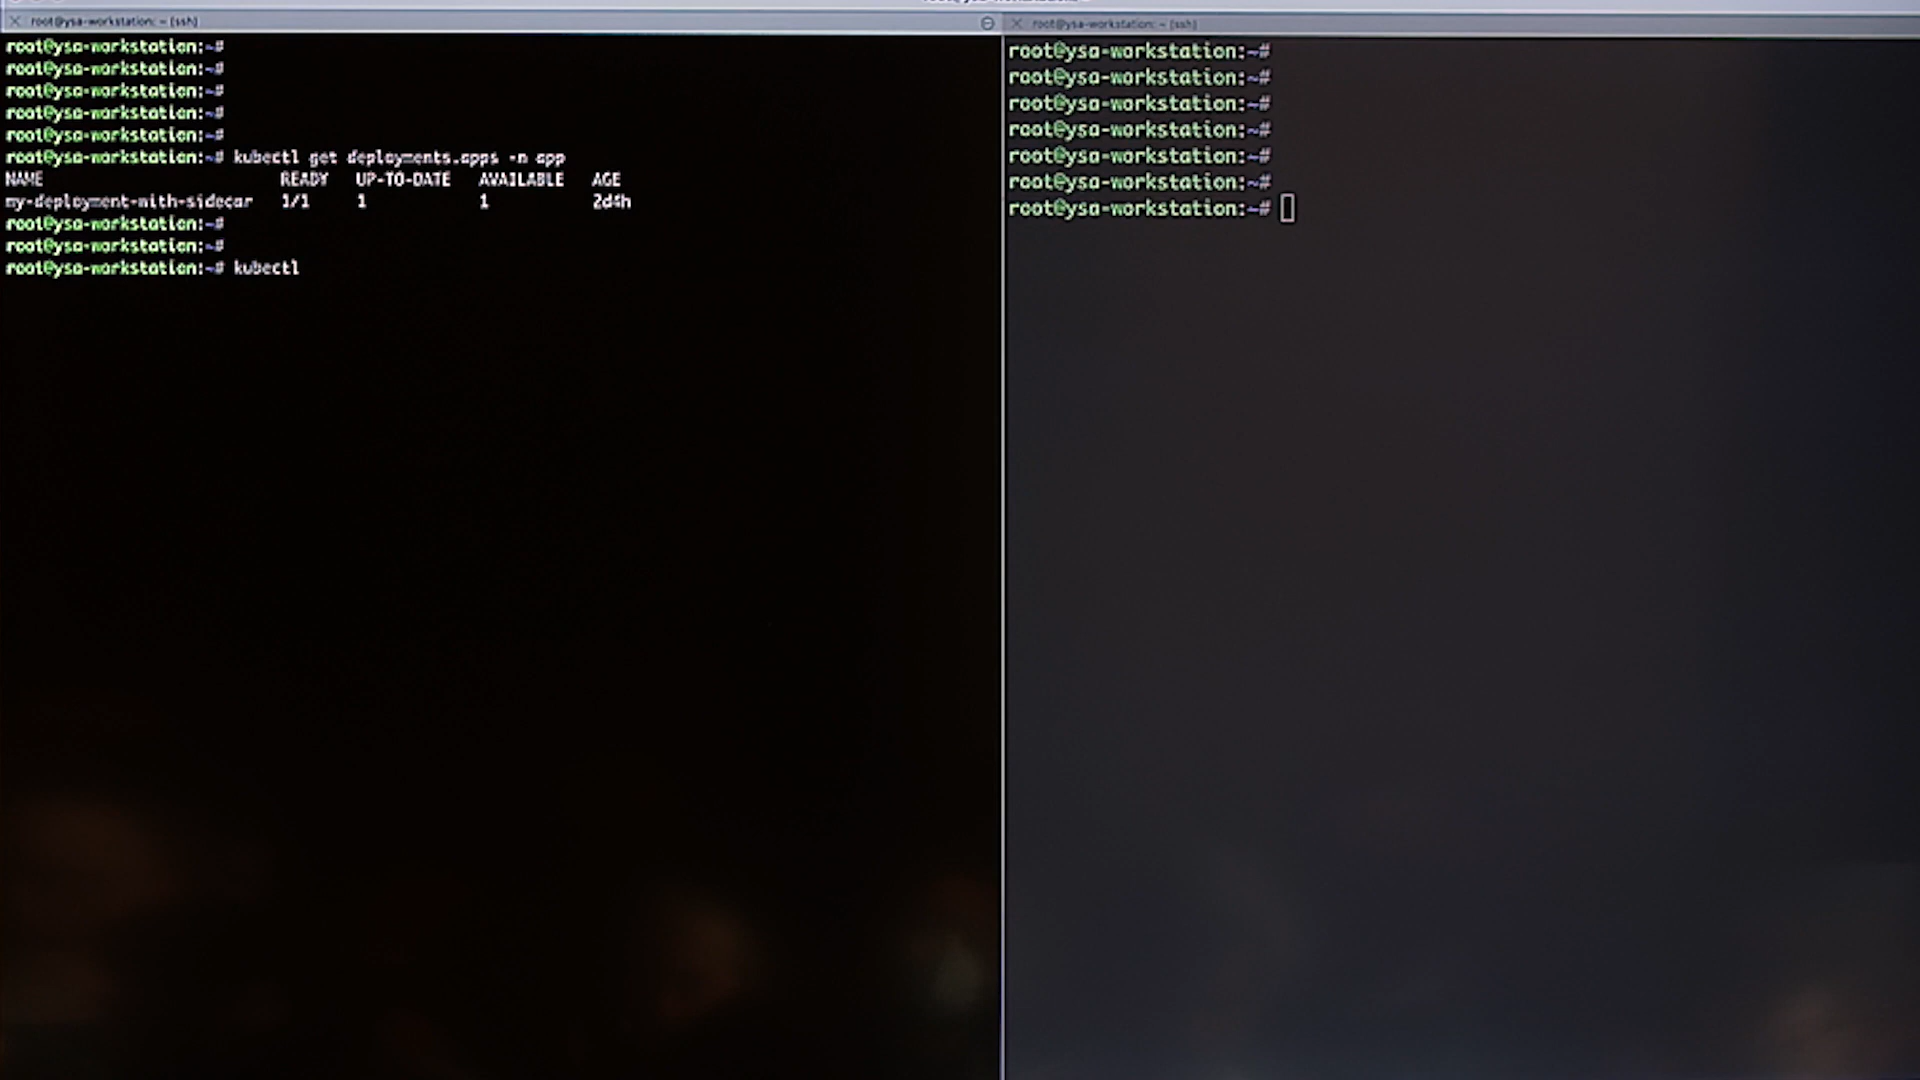 root@ysa-workstation: ~ (ssh)
root@ysa-workstation:~#
root@ysa-workstation:~#
root@ysa-workstation:~#
root@ysa-workstation:~#
root@ysa-workstation:~#
root@ysa-workstation:~# kubectl get deployments.apps -n app
NAME READY UP-TO-DATE AVAILABLE AGE
my-deployment-with-sidecar 1/1 1 1 2d4h
root@ysa-workstation:~#
root@ysa-workstation:~#
root@ysa-workstation:~# kubectl
root@ysa-workstation: ~ (ssh)
root@ysa-workstation:~#
root@ysa-workstation:~#
root@ysa-workstation:~#
root@ysa-workstation:~#
root@ysa-workstation:~#
root@ysa-workstation:~#
root@ysa-workstation:~#